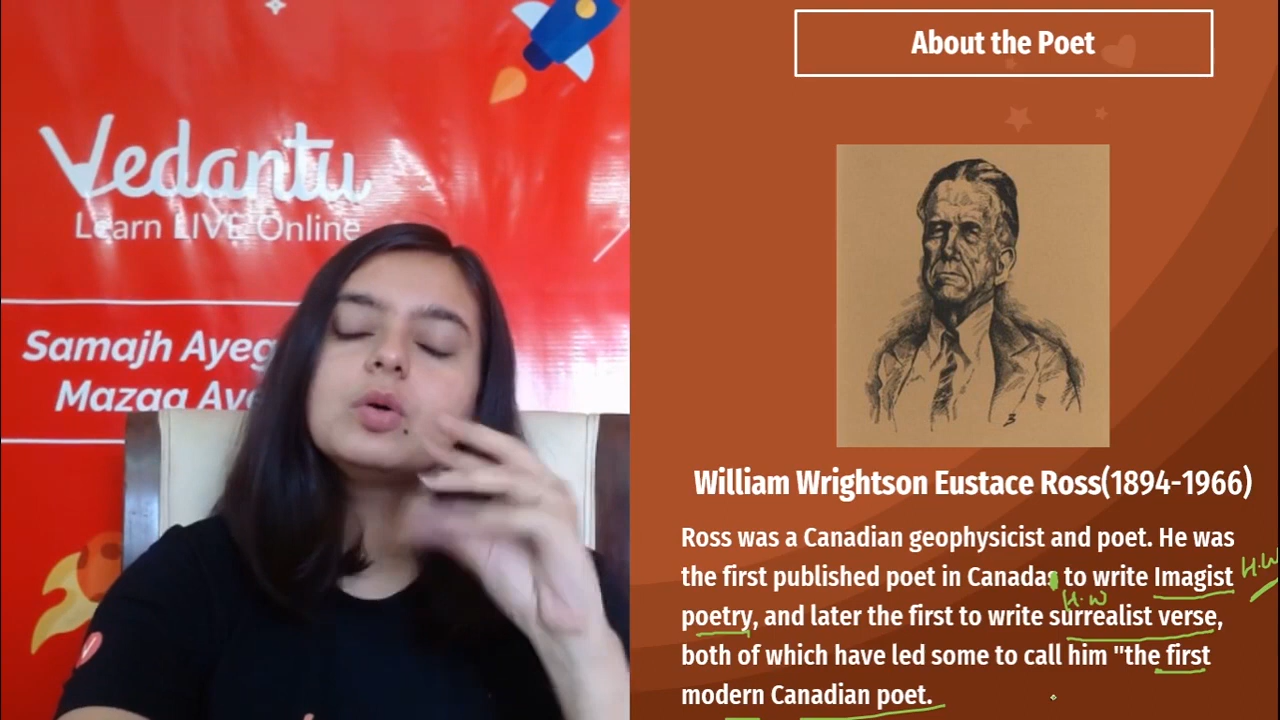 Vedantu
Learn LIVE Online
Samajh
Mazaa
About the Poet
William Wrightson Eustace Ross(1894-1966)
Ross was a Canadian geophysicist and poet. He was
the first published poet in Canadas to write Imagist H.W
H.W
poetry, and later the first to write surrealist verse,
both of which have led some to call him "the first
modern Canadian poet.